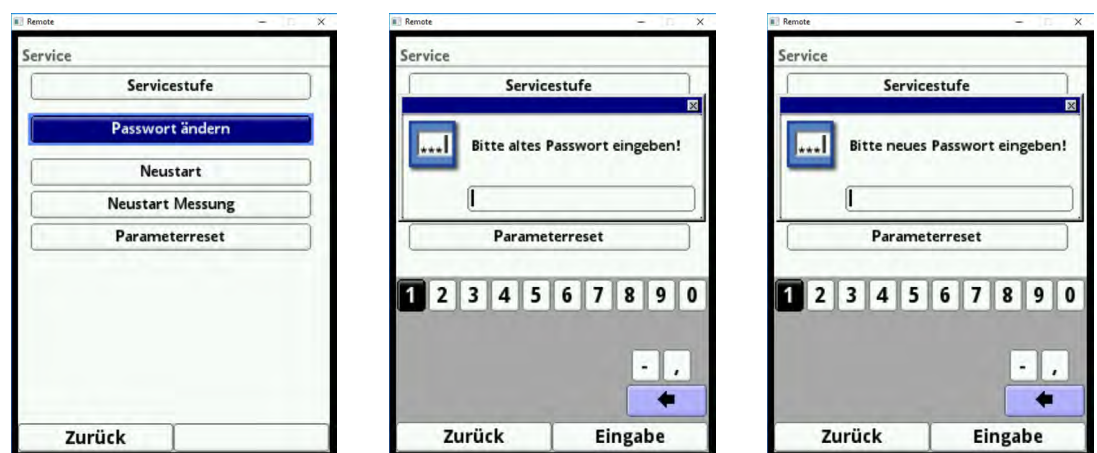 Remote
Service
Servicestufe
Passwort ändern
Neustart
Neustart Messung
Parameterreset
Zurück
Remote
Service
Servicestufe
***
Bitte altes Passwort eingeben!
Parameterreset
1 2 3 4 5 6 7 8 9 0
- ,
Zurück Eingabe
Remote
Service
Servicestufe
***
Bitte neues Passwort eingeben!
Parameterreset
1 2 3 4 5 6 7 8 9 0
- ,
Zurück Eingabe